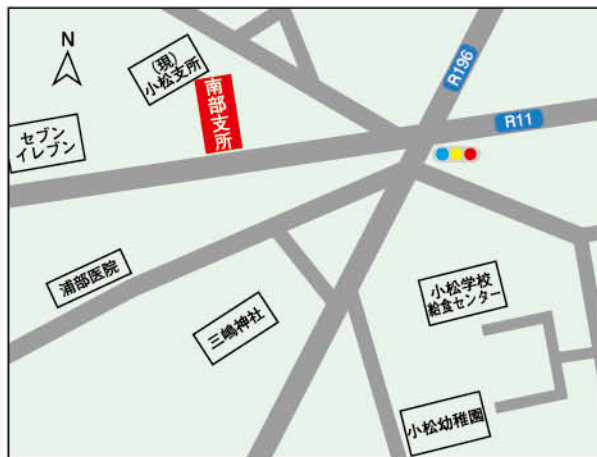 N
(現)
小松支所
南部支所
セブン
イレブン
R196
R11
浦部医院
三嶋神社
小松学校
給食センター
小松幼稚園